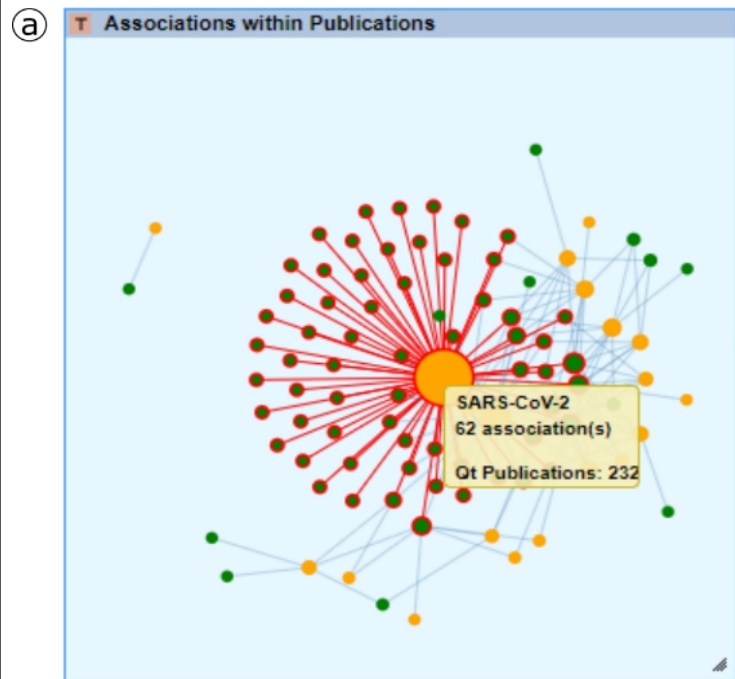 a
T Associations within Publications
SARS-CoV-2
62 association(s)
Qt Publications: 232